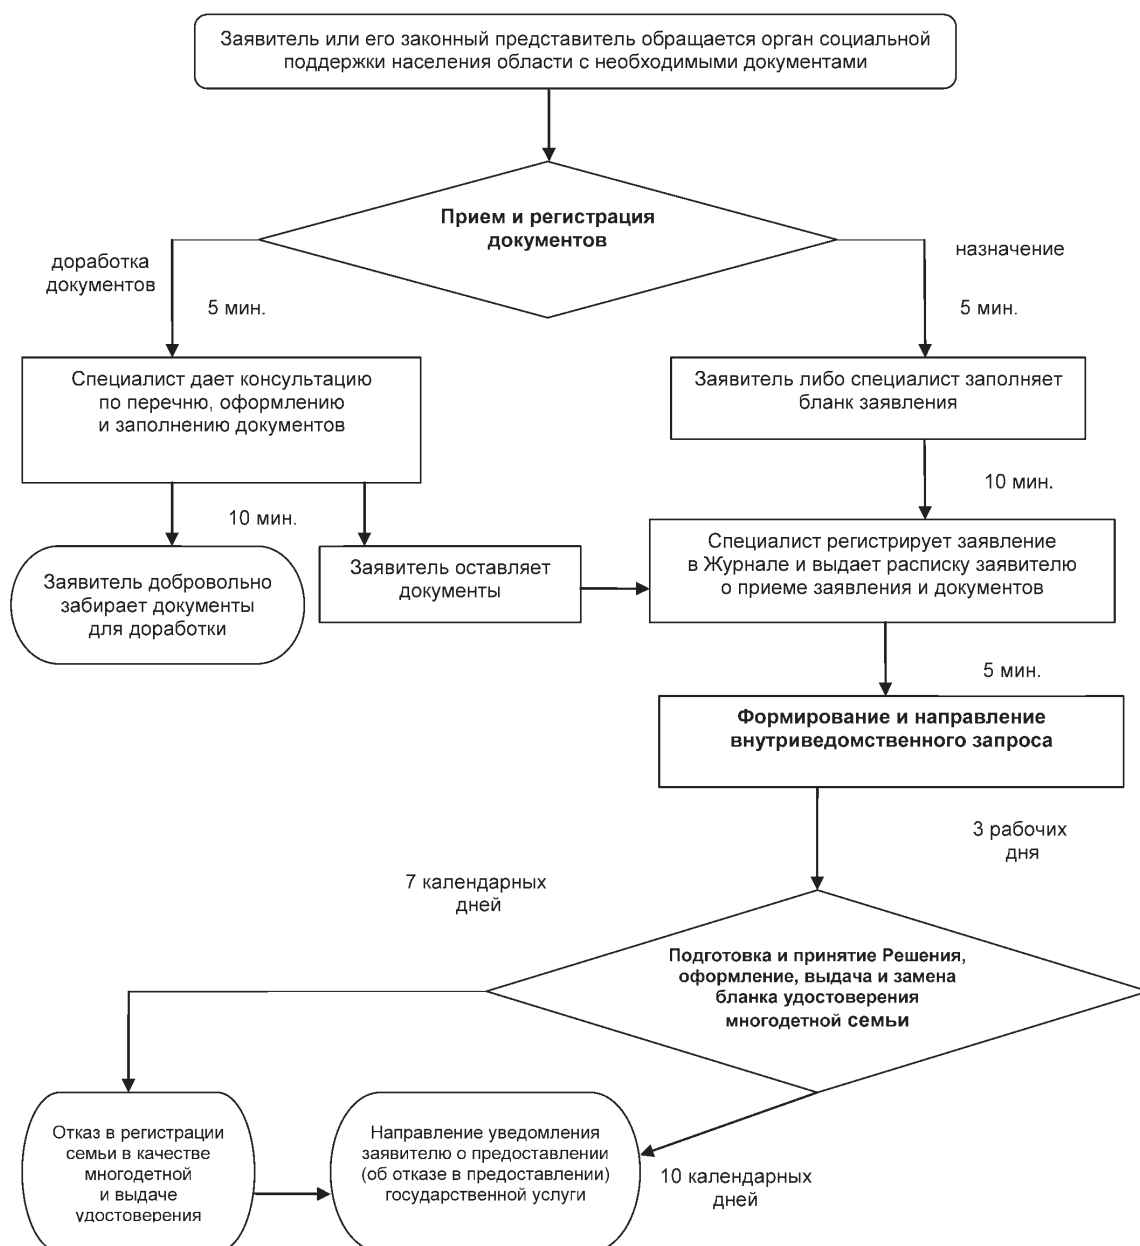 Заявитель или его законный представитель обращается орган социальной
поддержки населения области с необходимыми документами
Прием и регистрация
документов
доработка
документов
5 мин.
назначение
5 мин.
Специалист дает консультацию
по перечню, оформлению
и заполнению документов
Заявитель либо специалист заполняет
бланк заявления
10 мин.
10 мин.
Заявитель добровольно
забирает документы
для доработки
Заявитель оставляет
документы
Специалист регистрирует заявление
в Журнале и выдает расписку заявителю
о приеме заявления и документов
5 мин.
Формирование и направление
внутриведомственного запроса
3 рабочих
дня
7 календарных
дней
Подготовка и принятие Решения,
оформление, выдача и замена
бланка удостоверения
многодетной семьи
Отказ в регистрации
семьи в качестве
многодетной
и выдаче
удостоверения
Направление уведомления
заявителю о предоставлении
(об отказе в предоставлении)
государственной услуги
10 календарных
дней